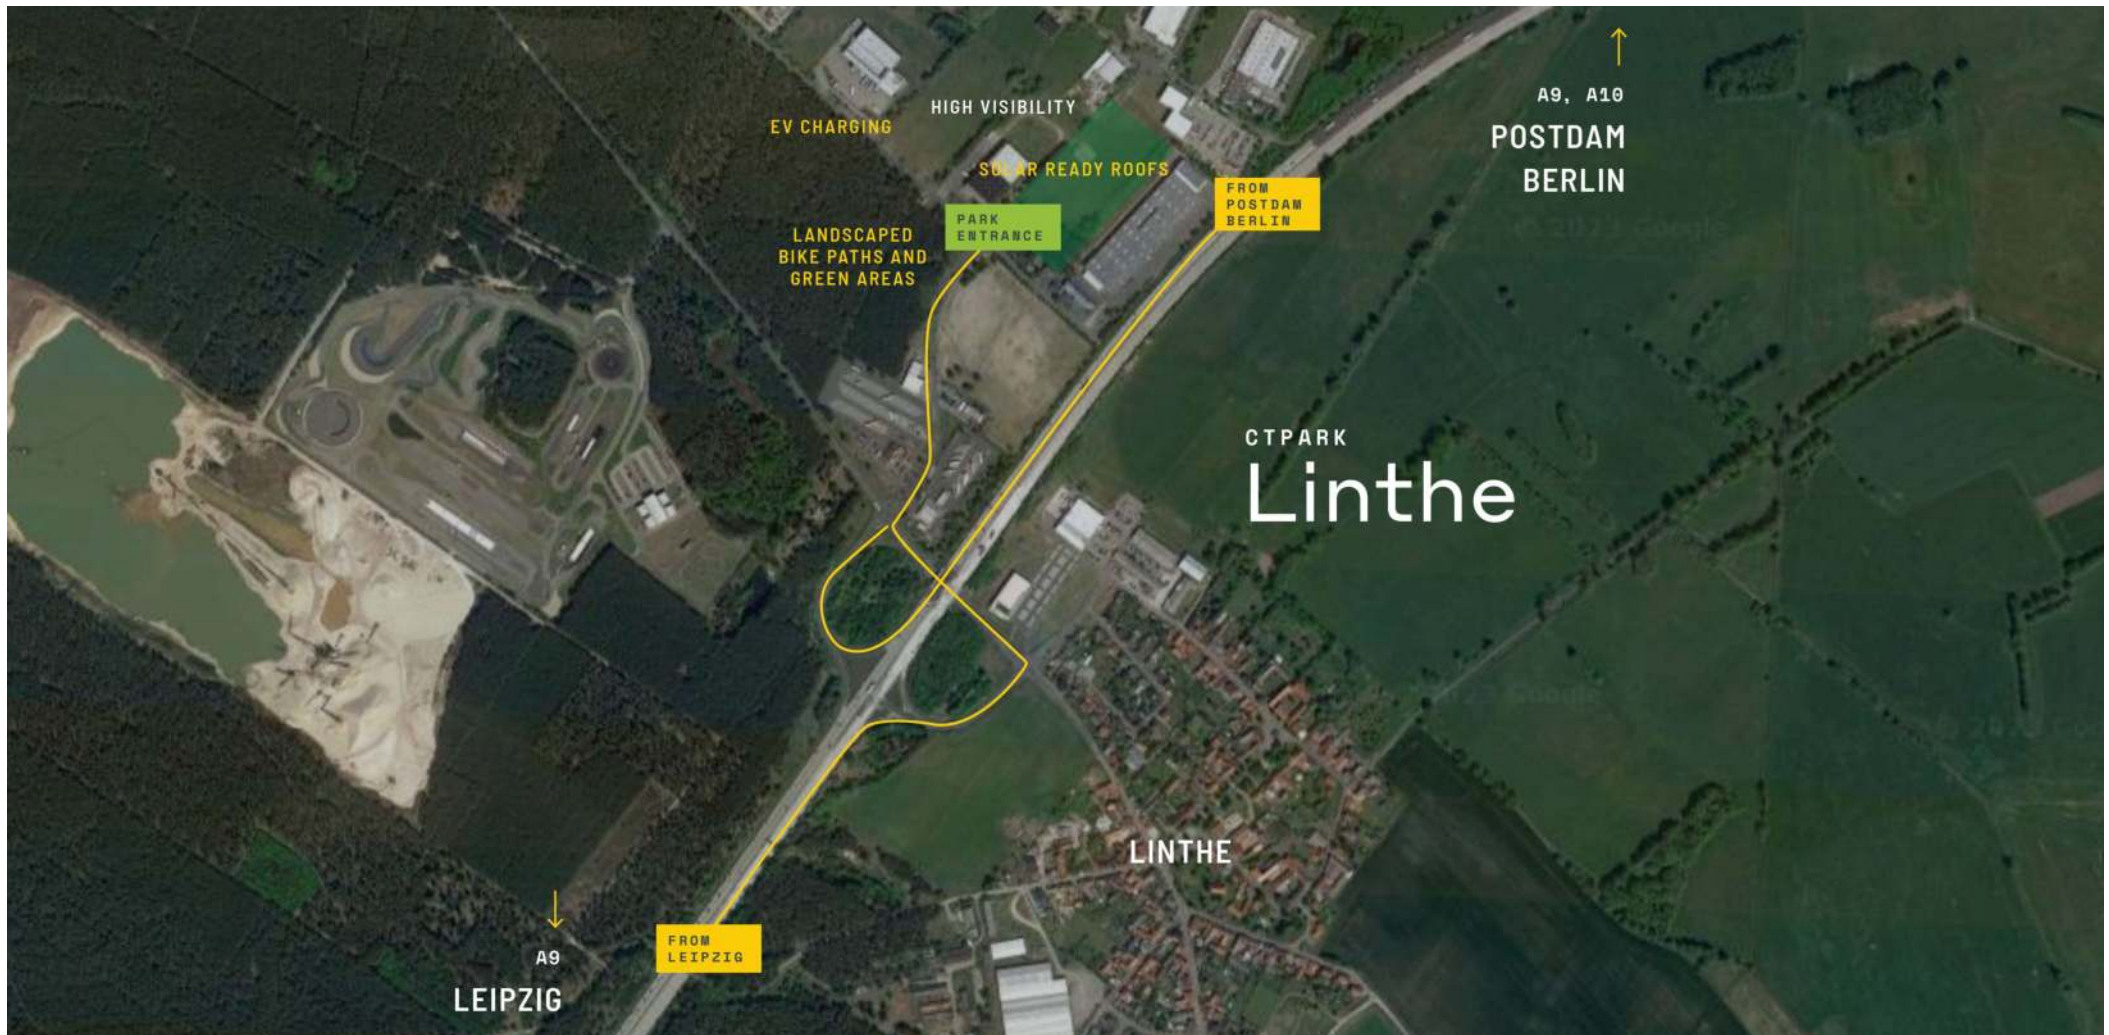 HIGH VISIBILITY
EV CHARGING
SOLAR READY ROOFS
LANDSCAPED
BIKE PATHS AND
GREEN AREAS
PARK
ENTRANCE
FROM
POSTDAM
BERLIN
A9, A10
POSTDAM
BERLIN
CTPARK
Linthe
LINTHE
FROM
LEIPZIG
A9
LEIPZIG